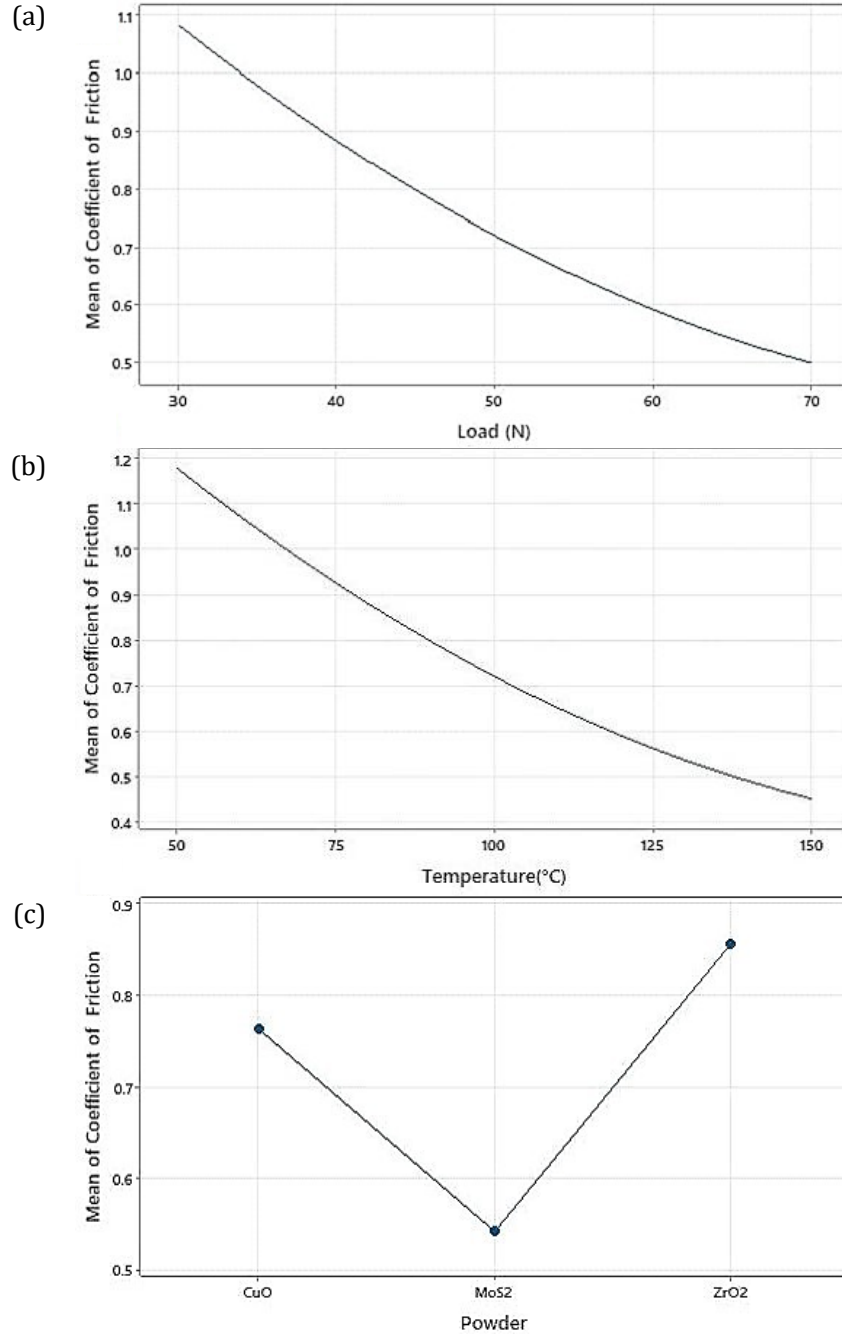 (a)
Mean of Coefficient of Friction
1.1
1.0
0.9
0.8
0.7
0.6
0.5
30 40 50 60 70
Load (N)
(b)
Mean of Coefficient of Friction
1.2
1.1
1.0
0.9
0.8
0.7
0.6
0.5
0.4
50 75 100 125 150
Temperature(°C)
(c)
Mean of Coefficient of Friction
0.9
0.8
0.7
0.6
0.5
CuO MoS2 ZrO2
Powder